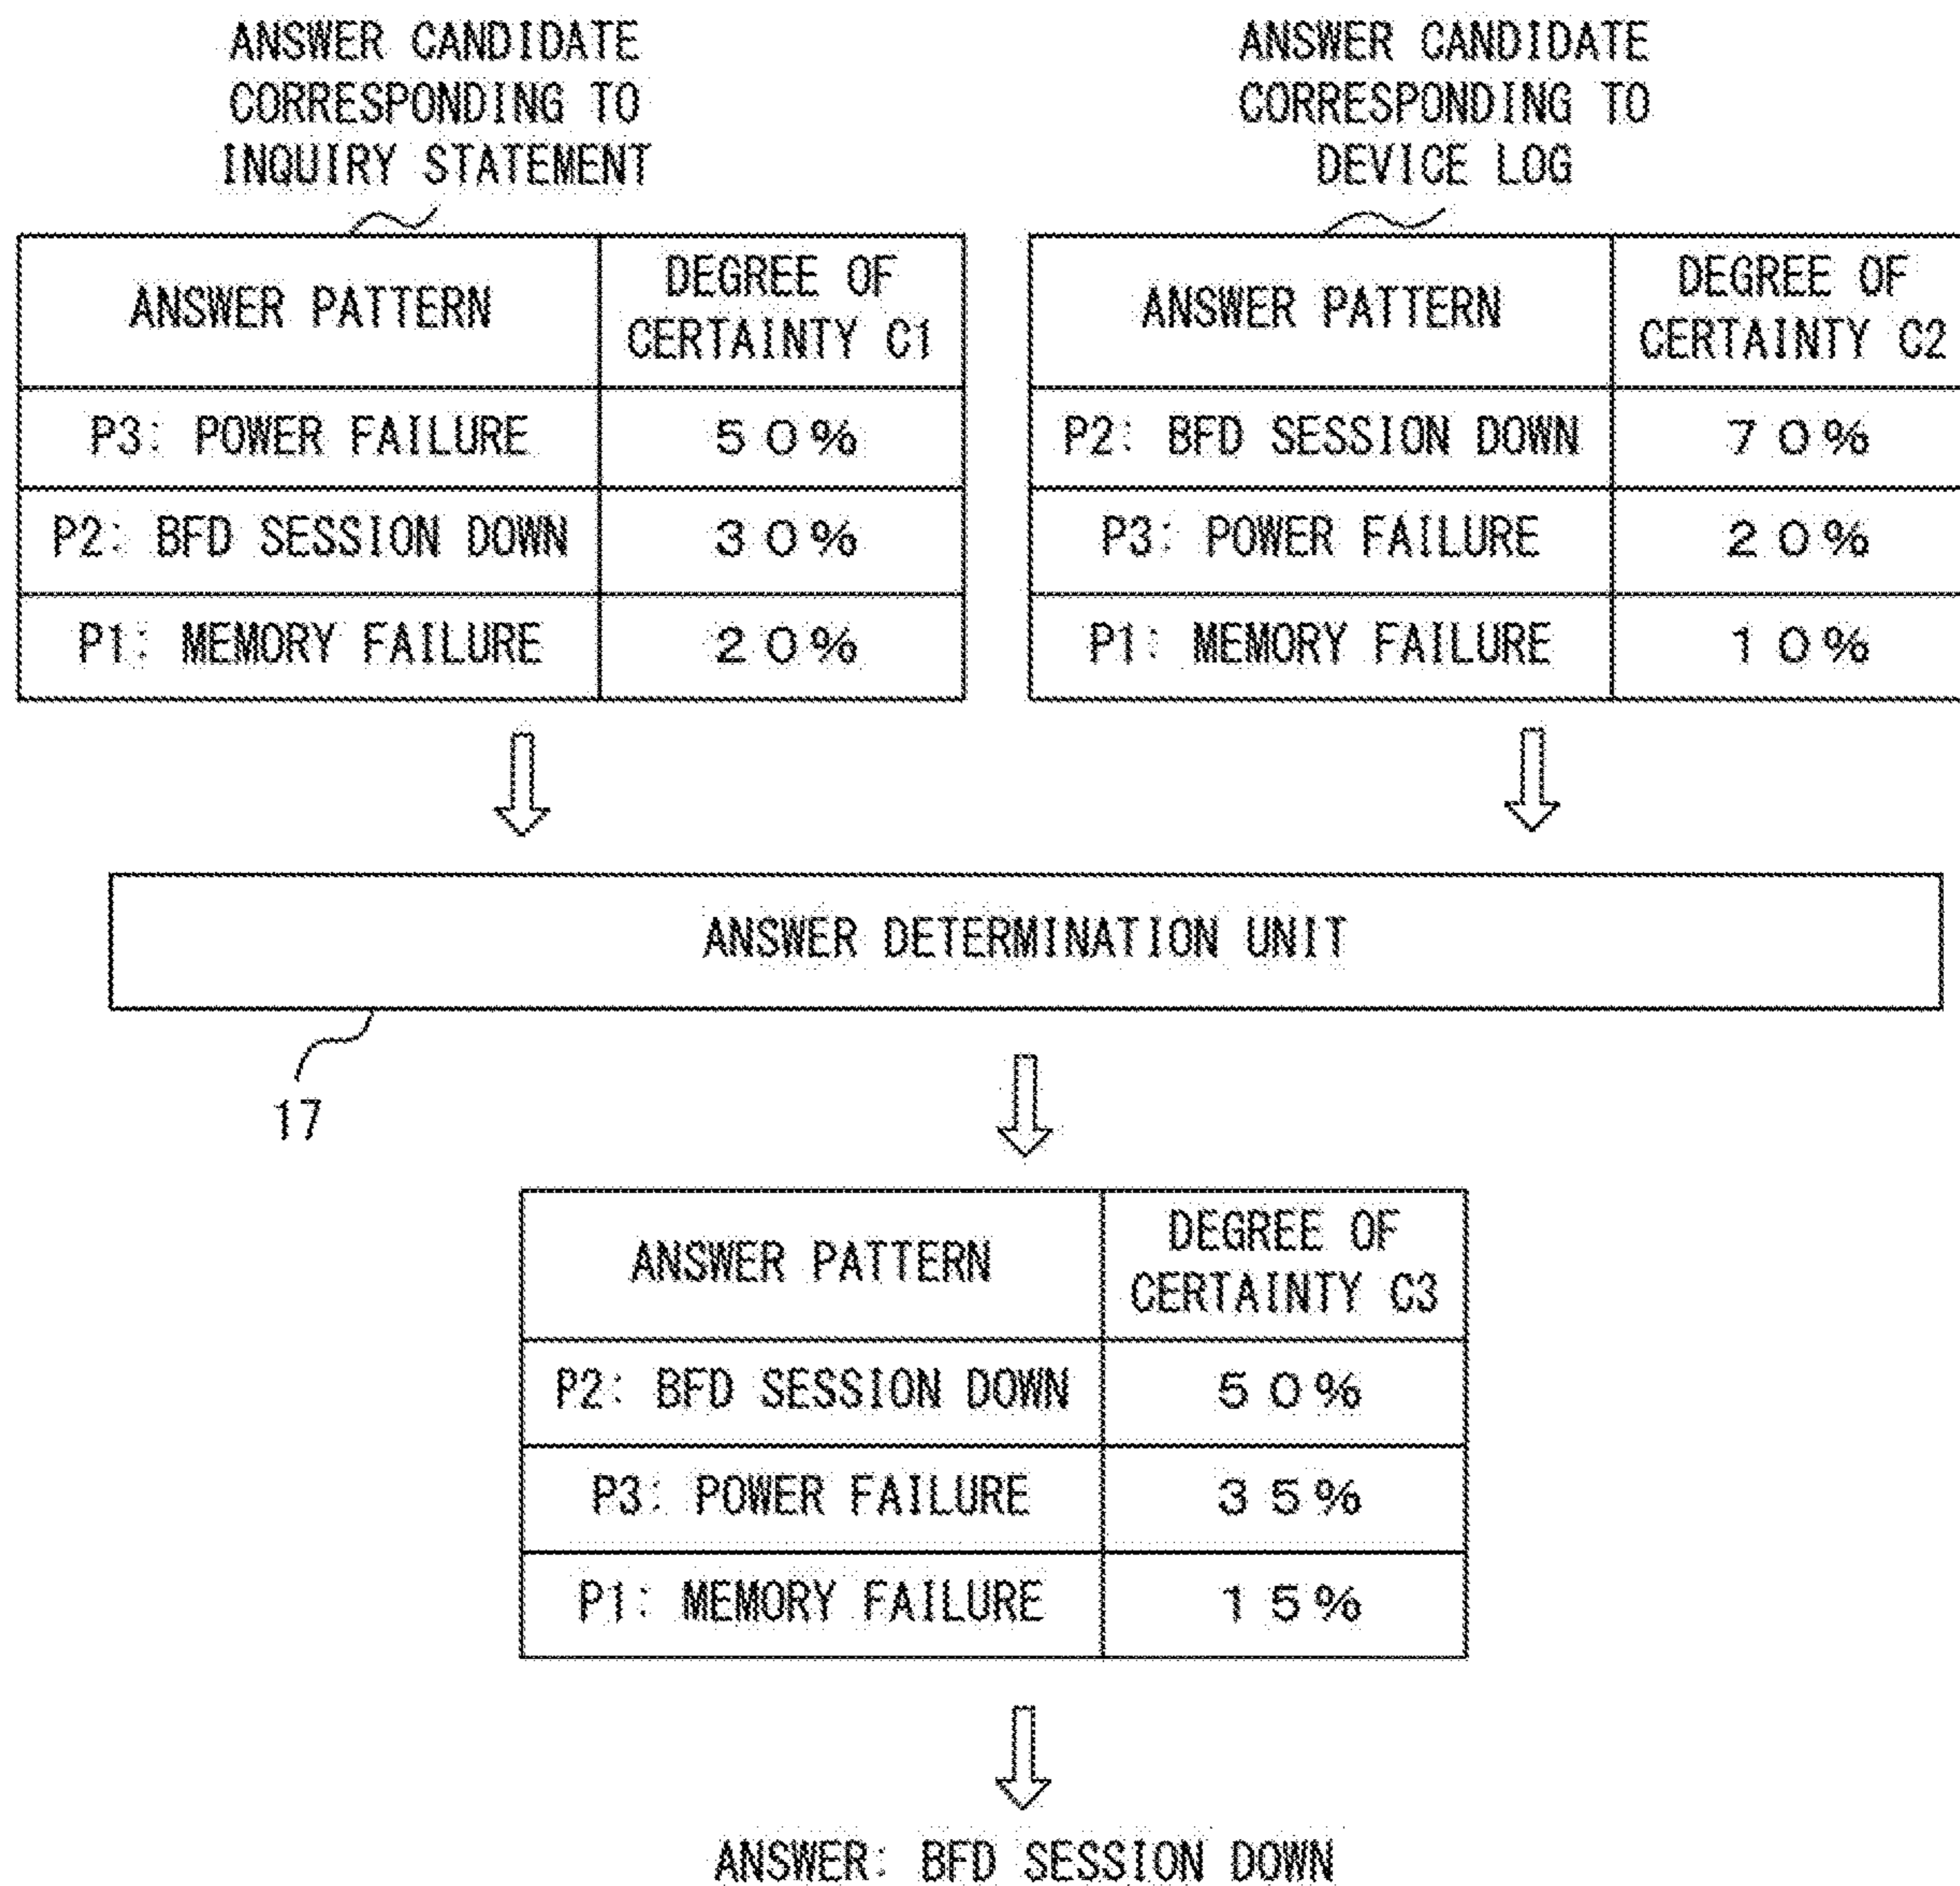 ANSWER CANDIDATE
CORRESPONDING TO
INQUIRY STATEMENT
ANSWER PATTERN
DEGREE OF
CERTAINTY C1
P3: POWER FAILURE
50%
P2: BFD SESSION DOWN
30%
P1: MEMORY FAILURE
20%
ANSWER CANDIDATE
CORRESPONDING TO
DEVICE LOG
ANSWER PATTERN
DEGREE OF
CERTAINTY C2
P2: BFD SESSION DOWN
70%
P3: POWER FAILURE
20%
P1: MEMORY FAILURE
10%
ANSWER DETERMINATION UNIT
17
ANSWER PATTERN
DEGREE OF
CERTAINTY C3
P2: BFD SESSION DOWN
50%
P3: POWER FAILURE
35%
P1: MEMORY FAILURE
15%
ANSWER: BFD SESSION DOWN